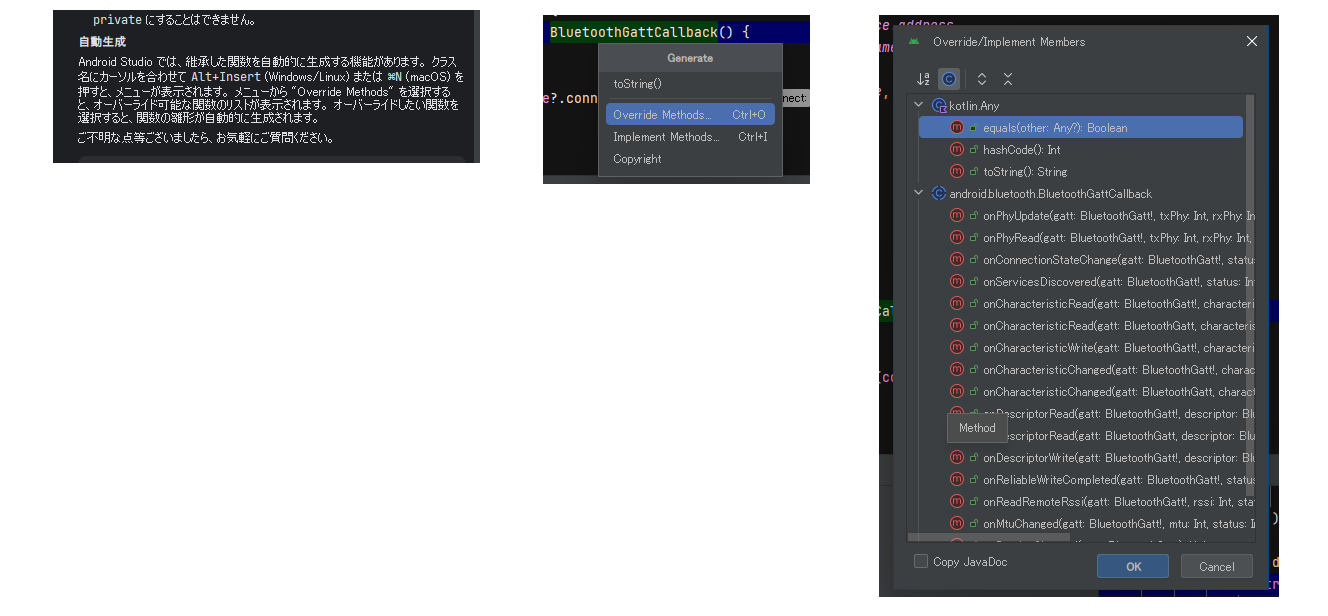 private にすることはできません。
自動生成
Android Studio では、継承した関数を自動的に生成する機能があります。クラス
名にカーソルを合わせて Alt+Insert (Windows/Linux) または ⌘N (macOS) を
押すと、メニューが表示されます。メニューから "Override Methods" を選択する
と、オーバーライド可能な関数のリストが表示されます。オーバーライドしたい関数を
選択すると、関数の雛形が自動的に生成されます。
ご不明な点等ございましたら、お気軽にご質問ください。
BluetoothGattCallback() {
Generate
toString()
e?.conn
nect:
Override Methods... Ctrl+O
Implement Methods... Ctrl+I
Copyright
ce address
Override/Implement Members
kotlin.Any
equals(other: Any?): Boolean
hashCode(): Int
toString(): String
android.bluetooth.BluetoothGattCallback
onPhyUpdate(gatt: BluetoothGatt!, txPhy: Int, rxPhy: In
onPhyRead(gatt: BluetoothGatt!, txPhy: Int, rxPhy: Int,
onConnectionStateChange(gatt: BluetoothGatt!, statu
onServicesDiscovered(gatt: BluetoothGatt!, status: In
onCharacteristicRead(gatt: BluetoothGatt!, characteri
onCharacteristicRead(gatt: BluetoothGatt, characteris
onCharacteristicWrite(gatt: BluetoothGatt!, characteri
onCharacteristicChanged(gatt: BluetoothGatt!, charac
onCharacteristicChanged(gatt: BluetoothGatt, charact
onDescriptorRead(gatt: BluetoothGatt!, descriptor: Blu
Method
scriptorRead(gatt: BluetoothGatt, descriptor: Blu
onDescriptorWrite(gatt: BluetoothGatt!, descriptor: Bl
onReliableWriteCompleted(gatt: BluetoothGatt!, status
onReadRemoteRssi(gatt: BluetoothGatt!, rssi: Int, sta
onMtuChanged(gatt: BluetoothGatt!, mtu: Int, status: I
Copy JavaDoc
OK
Cancel